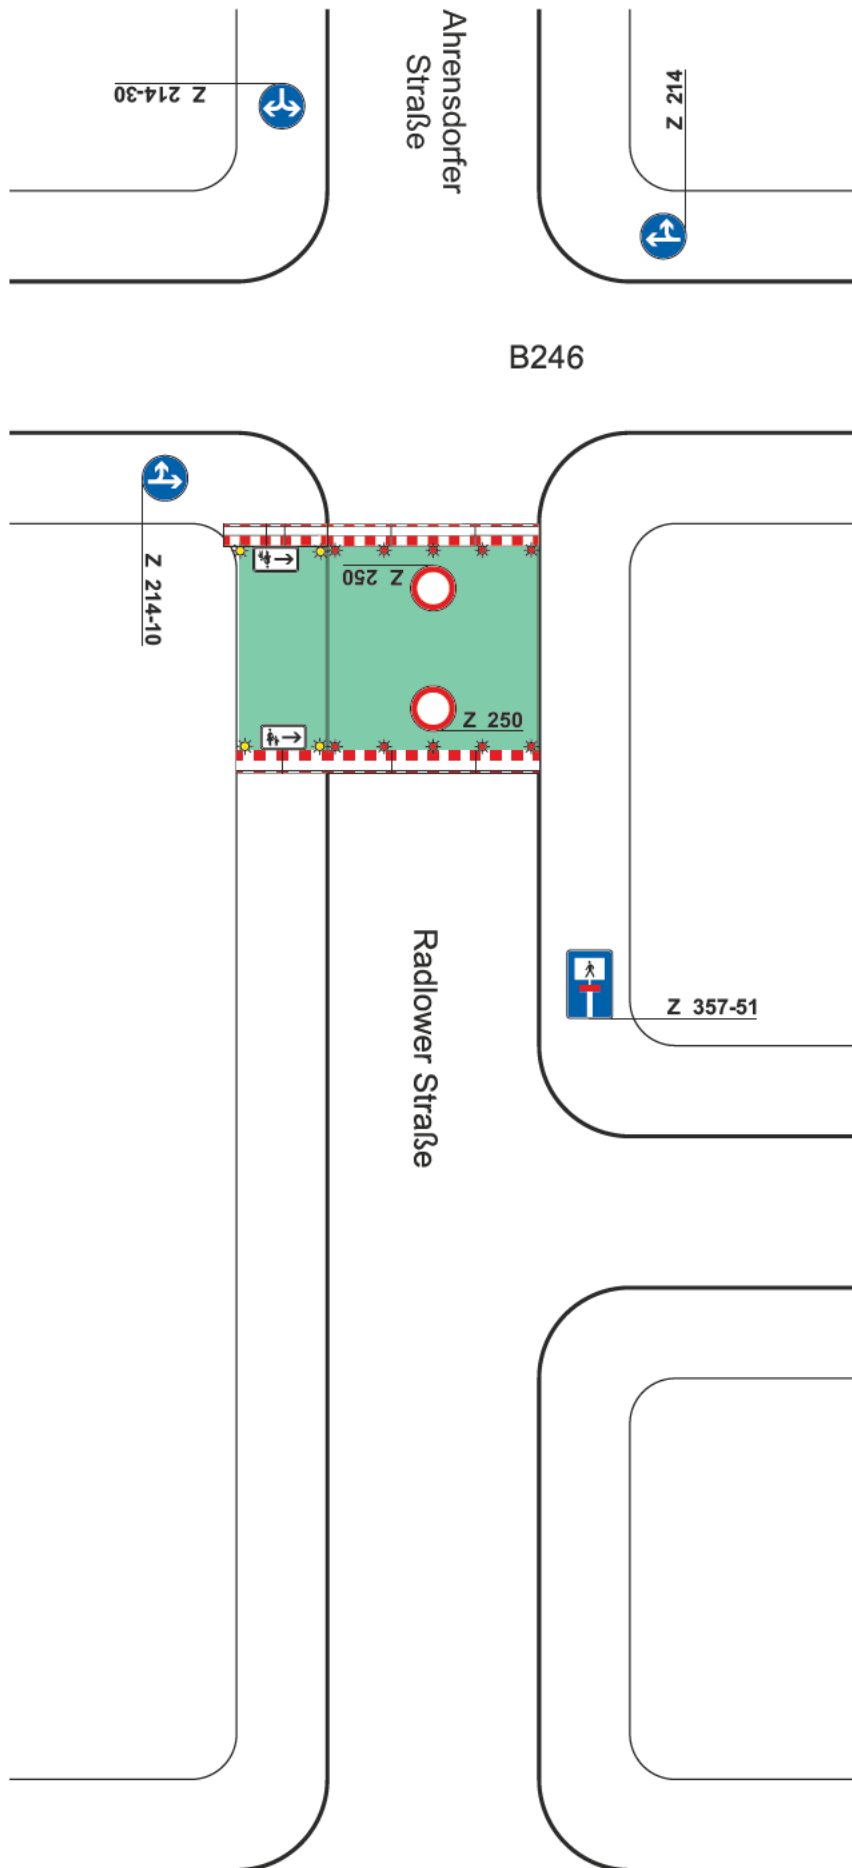 Ahrensdorfer
Straße
Z 214-30
Z 214
B246
Z 214-10
Z 250
Z 250
Radlower Straße
Z 357-51